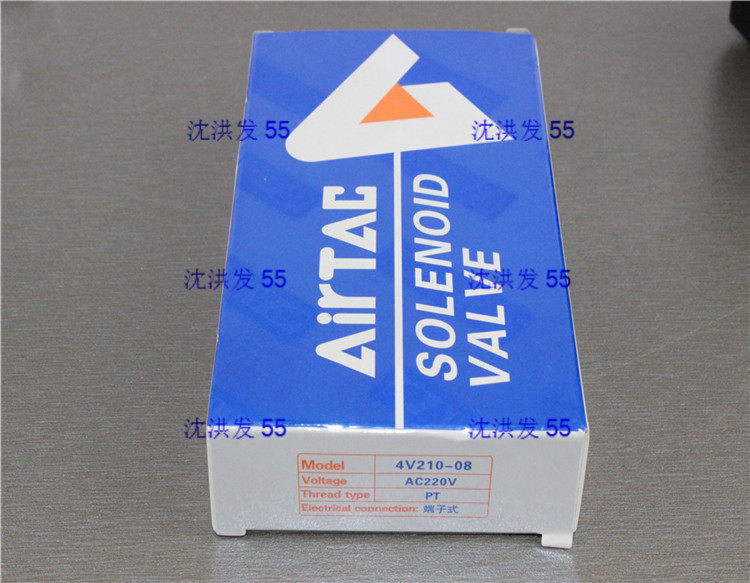 沈洪发 55
沈洪发 55
AirTAC
SOLENOID
VALVE
沈洪发 55
沈洪发 55
沈洪发 55
沈洪发 55
Model 4V210-08
Voltage AC220V
Thread type PT
Electrical connection: 端子式